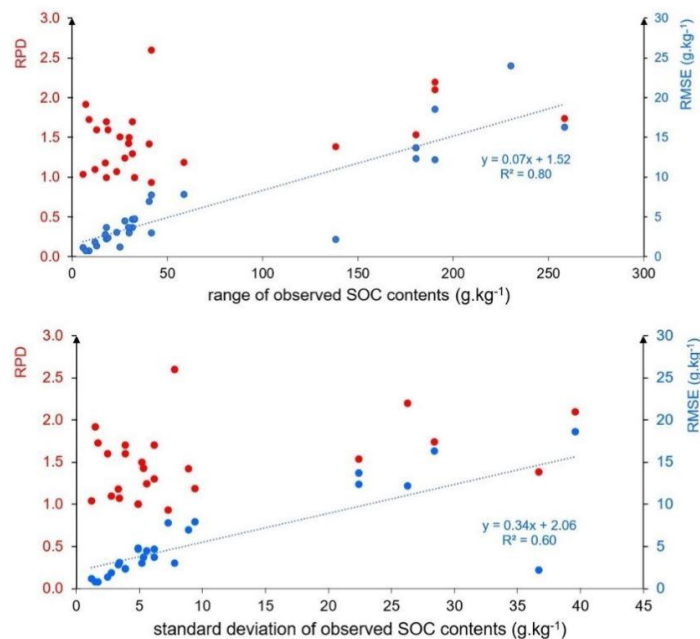 3.0
2.5
2.0
1.5
1.0
0.5
0.0
RPD
30
25
20
15
10
5
0
RMSE (g.kg-1)
y = 0.07x + 1.52
R² = 0.80
0 50 100 150 200 250 300
range of observed SOC contents (g.kg-1)
3.0
2.5
2.0
1.5
1.0
0.5
0.0
RPD
30
25
20
15
10
5
0
RMSE (g.kg-1)
y = 0.34x + 2.06
R² = 0.60
0 5 10 15 20 25 30 35 40 45
standard deviation of observed SOC contents (g.kg-1)